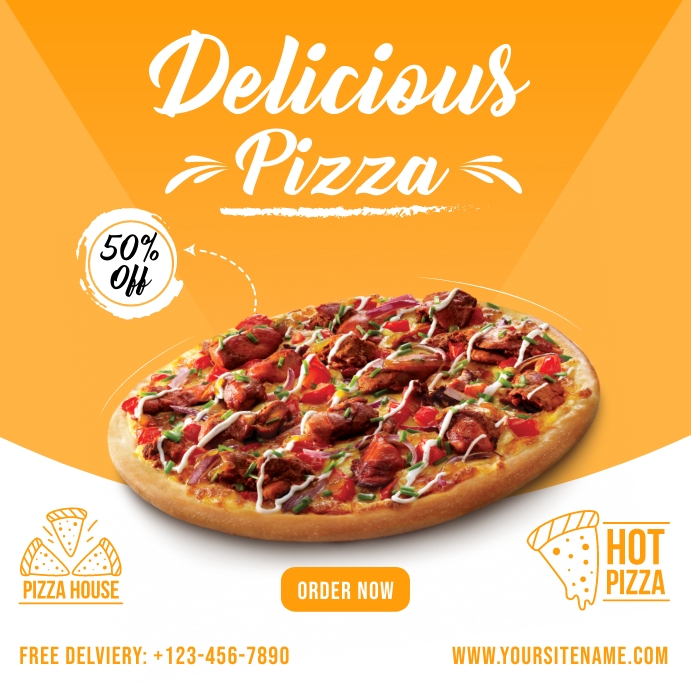 Delicious
Pizza
50%
Off
PIZZA HOUSE
HOT
PIZZA
ORDER NOW
FREE DELVIERY: +123-456-7890
WWW.YOURSITENAME.COM